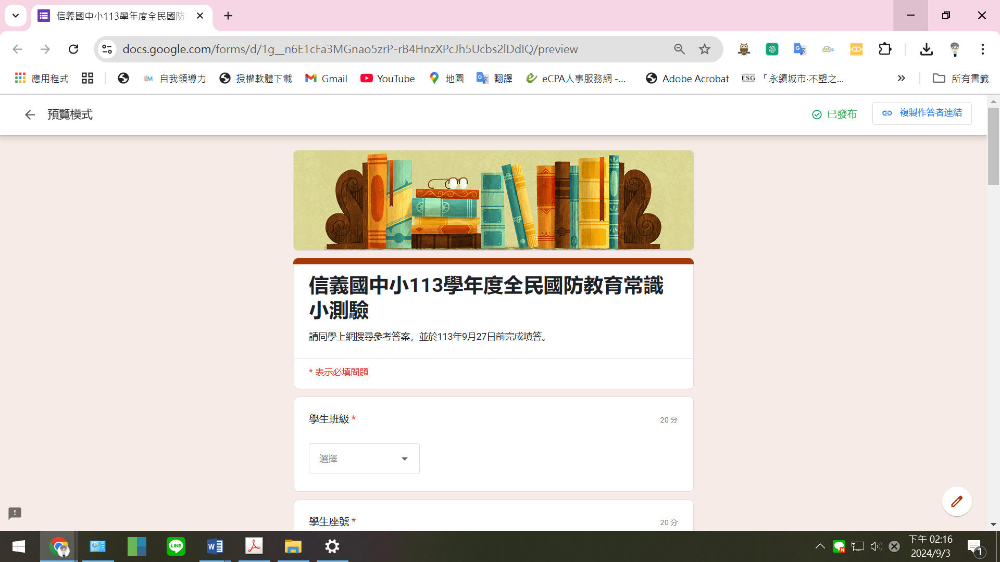 信義國中小113學年度全民國防
docs.google.com/forms/d/1g__n6E1cFa3MGnao5zrP-rB4HnzXPcJh5Ucbs2lDdIQ/preview
應用程式 自我領導力 授權軟體下載 Gmail YouTube 地圖 翻譯 eCPA人事服務網 -... Adobe Acrobat ESG 「永續城市·不塑之... 所有書籤
預覽模式 已發布 複製作答者連結
信義國中小113學年度全民國防教育常識
小測驗
請同學上網搜尋參考答案，並於113年9月27日前完成填答。
* 表示必填問題
學生班級 * 20 分
選擇
學生座號 * 20 分
下午 02:16
2024/9/3
1